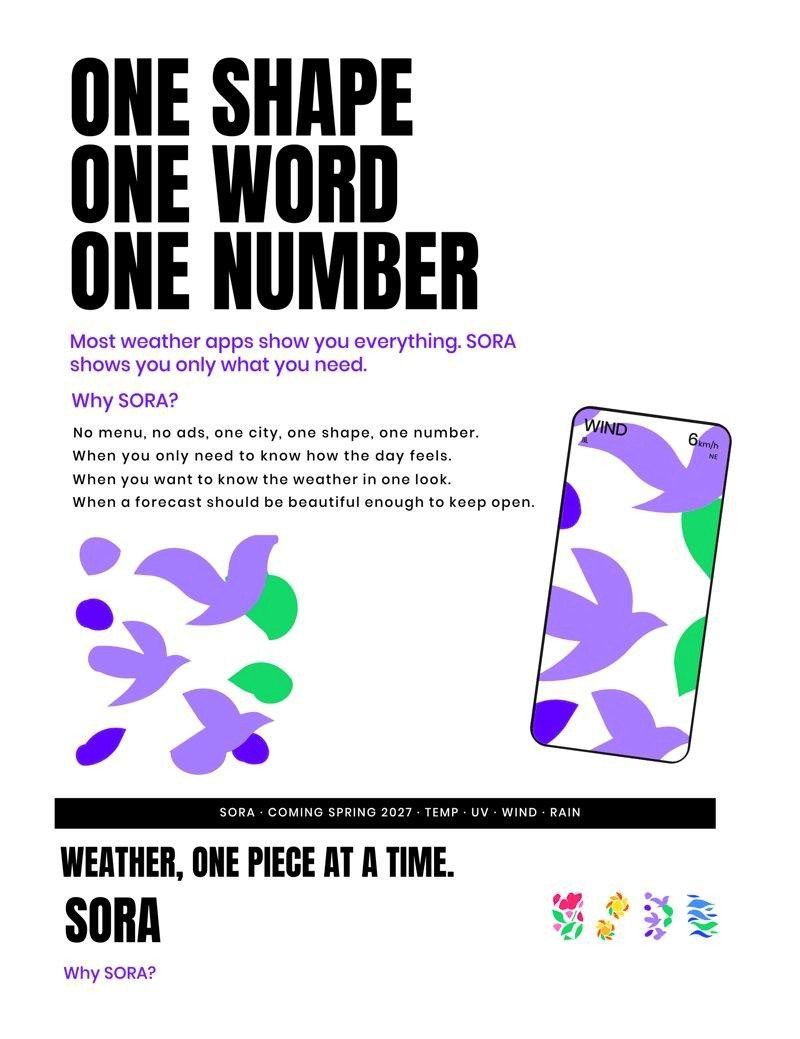 ONE SHAPE
ONE WORD
ONE NUMBER
Most weather apps show you everything. SORA
shows you only what you need.
Why SORA?
No menu, no ads, one city, one shape, one number.
When you only need to know how the day feels.
When you want to know the weather in one look.
When a forecast should be beautiful enough to keep open.
WIND
風
6km/h
NE
SORA · COMING SPRING 2027 · TEMP · UV · WIND · RAIN
WEATHER, ONE PIECE AT A TIME.
SORA
Why SORA?